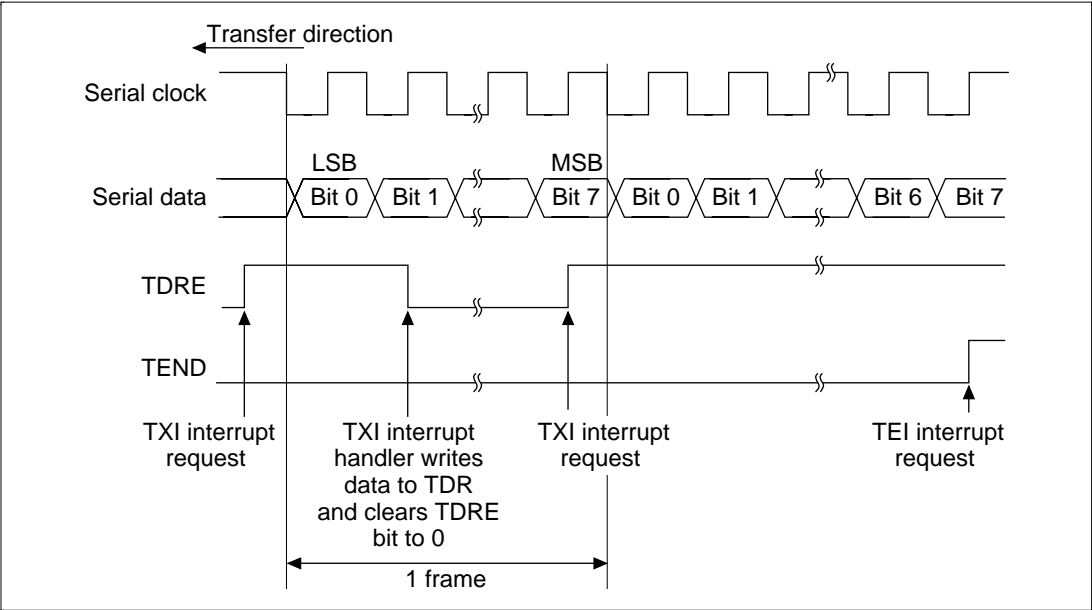 Transfer direction
Serial clock
LSB
MSB
Serial data
Bit 0
Bit 1
Bit 7
Bit 0
Bit 1
Bit 6
Bit 7
TDRE
TEND
TXI interrupt
request
TXI interrupt
handler writes
data to TDR
and clears TDRE
bit to 0
TXI interrupt
request
TEI interrupt
request
1 frame